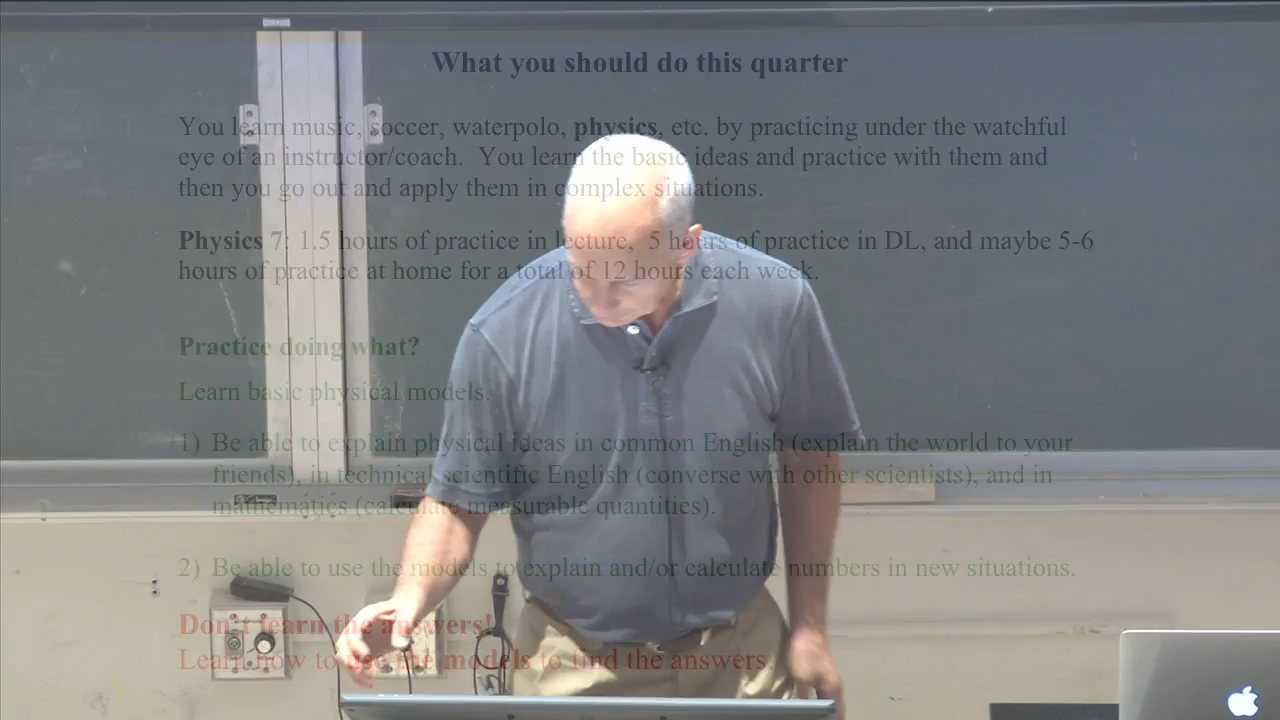 What you should do this quarter
You learn music, soccer, waterpolo, physics, etc. by practicing under the watchful
eye of an instructor/coach. You learn the basic ideas and practice with them and
then you go out and apply them in complex situations.
Physics 7: 1.5 hours of practice in lecture, 5 hours of practice in DL, and maybe 5-6
hours of practice at home for a total of 12 hours each week.
Practice doing what?
Learn basic physical models.
1) Be able to explain physical ideas in common English (explain the world to your
friends), in technical scientific English (converse with other scientists), and in
mathematics (calculate measurable quantities).
2) Be able to use the models to explain and/or calculate numbers in new situations.
Don't learn the answers!
Learn how to use the models to find the answers.